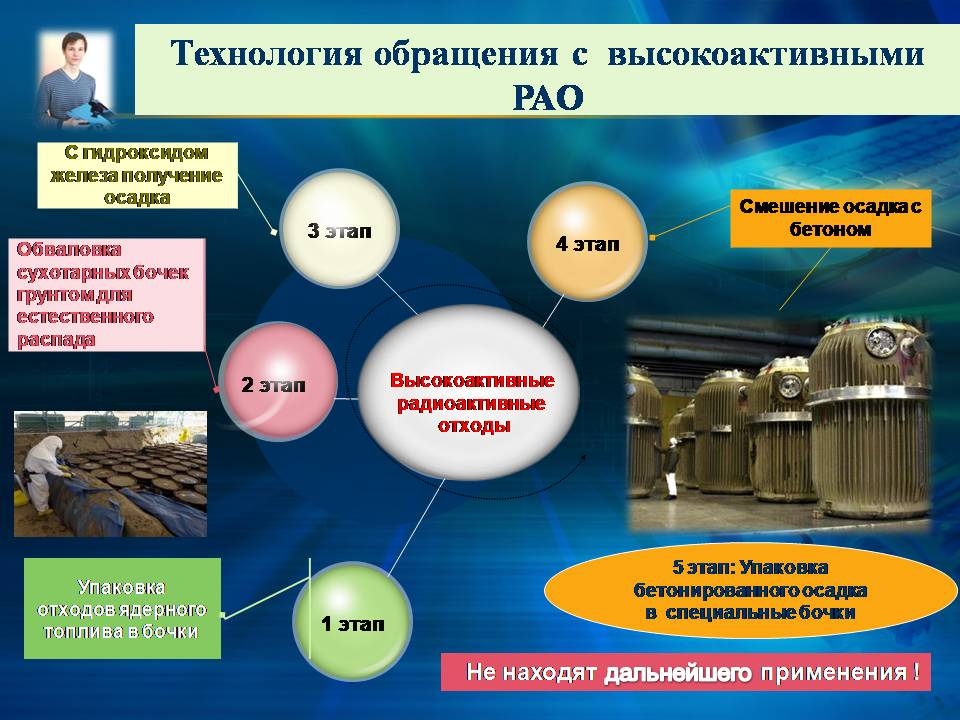 Технология обращения с высокоактивными
РАО
С гидроксидом
железа получение
осадка
3 этап
4 этап
Смешение осадка с
бетоном
Обваловка
сухотарных бочек
грунтом для
естественного
распада
2 этап
Высокоактивные
радиоактивные
отходы
Упаковка
отходов ядерного
топлива в бочки
1 этап
5 этап: Упаковка
бетонированного осадка
в специальные бочки
Не находят дальнейшего применения !